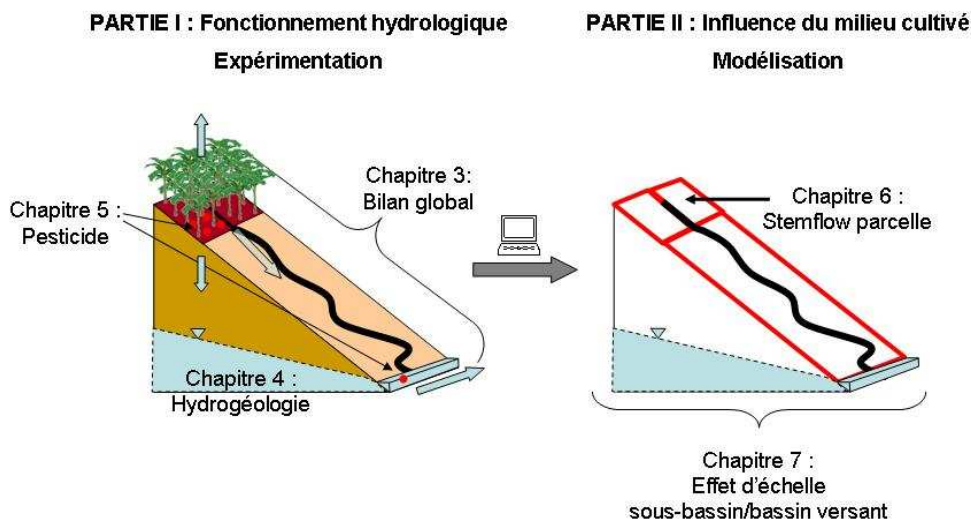 PARTIE I : Fonctionnement hydrologique
Expérimentation
PARTIE II : Influence du milieu cultivé
Modélisation
Chapitre 5 :
Pesticide
Chapitre 3:
Bilan global
Chapitre 4 :
Hydrogéologie
Chapitre 6 :
Stemflow parcelle
Chapitre 7 :
Effet d'échelle
sous-bassin/bassin versant